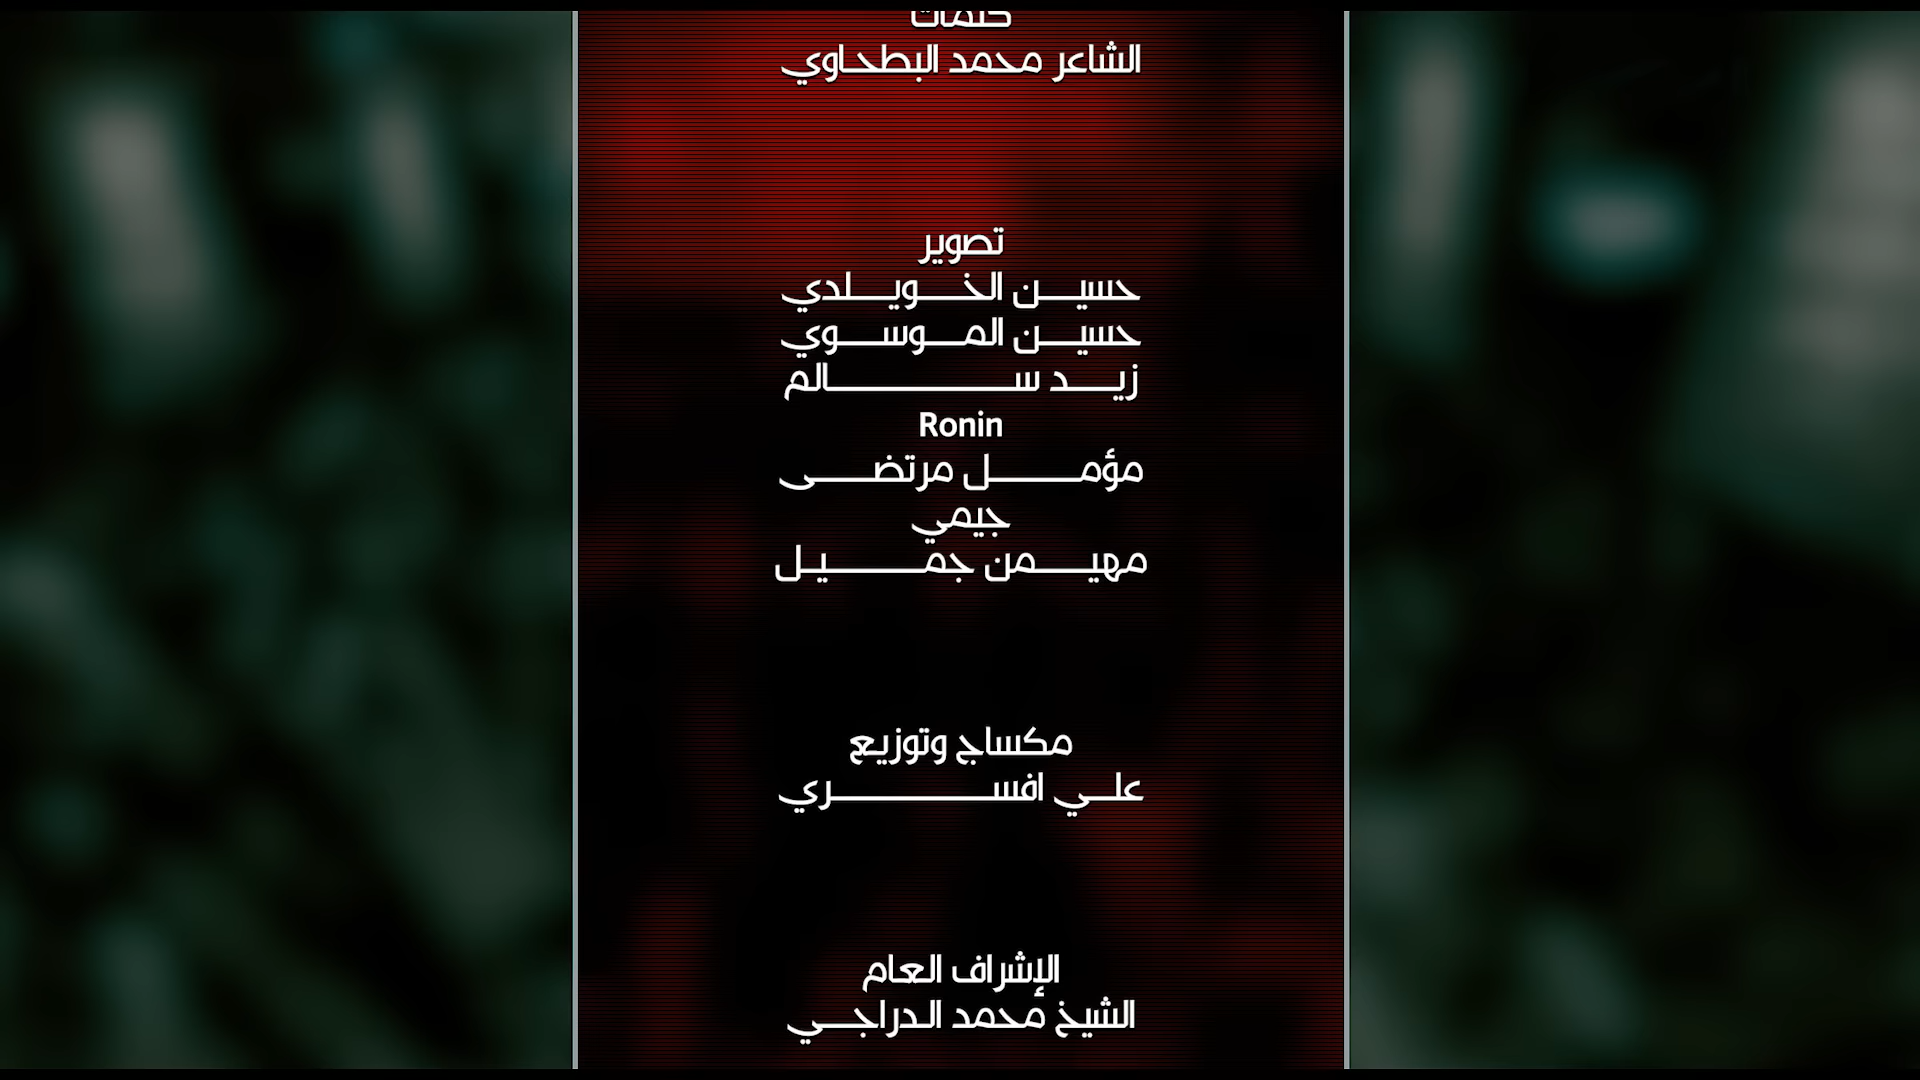 كلمات
الشاعر محمد البطحاوي
تصوير
حسين الخويلدي
حسين الموسوي
زيد سالم
Ronin
مؤمل مرتضى
جيمي
مهيمن جميل
مكساج وتوزيع
علي افسري
الإشراف العام
الشيخ محمد الدراجي